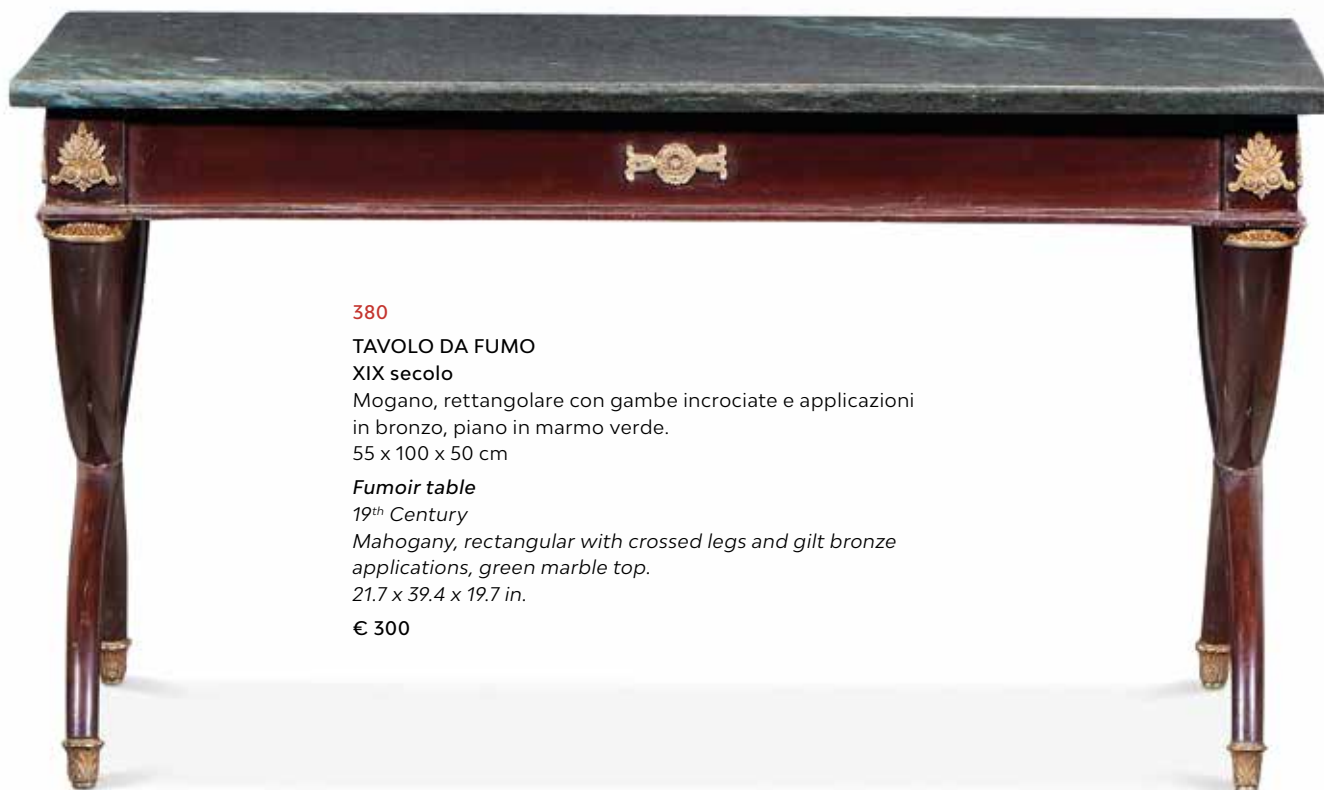 380
TAVOLO DA FUMO
XIX secolo
Mogano, rettangolare con gambe incrociate e applicazioni
in bronzo, piano in marmo verde.
55 x 100 x 50 cm
Fumoir table
19th Century
Mahogany, rectangular with crossed legs and gilt bronze
applications, green marble top.
21.7 x 39.4 x 19.7 in.
€ 300